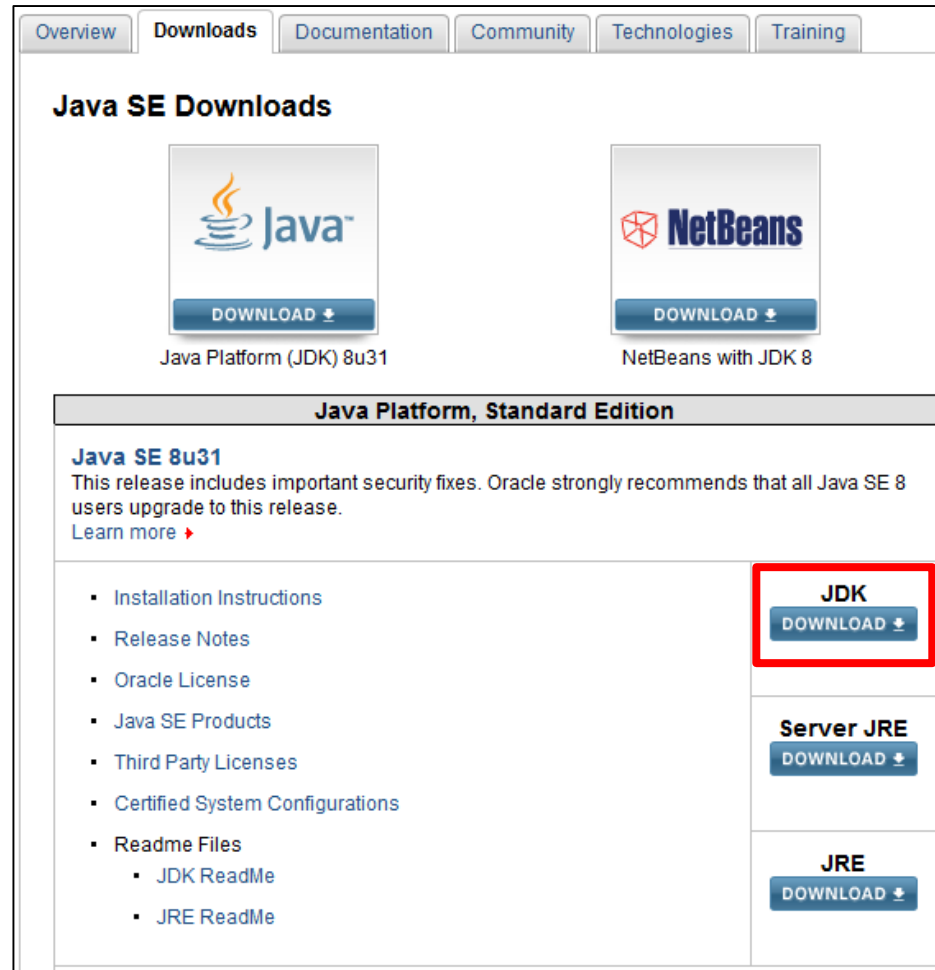 Overview Downloads Documentation Community Technologies Training
Java SE Downloads
Java™
NetBeans
DOWNLOAD
DOWNLOAD
Java Platform (JDK) 8u31
NetBeans with JDK 8
Java Platform, Standard Edition
Java SE 8u31
This release includes important security fixes. Oracle strongly recommends that all Java SE 8
users upgrade to this release.
Learn more
Installation Instructions
Release Notes
Oracle License
Java SE Products
Third Party Licenses
Certified System Configurations
Readme Files
JDK ReadMe
JRE ReadMe
JDK
DOWNLOAD
Server JRE
DOWNLOAD
JRE
DOWNLOAD